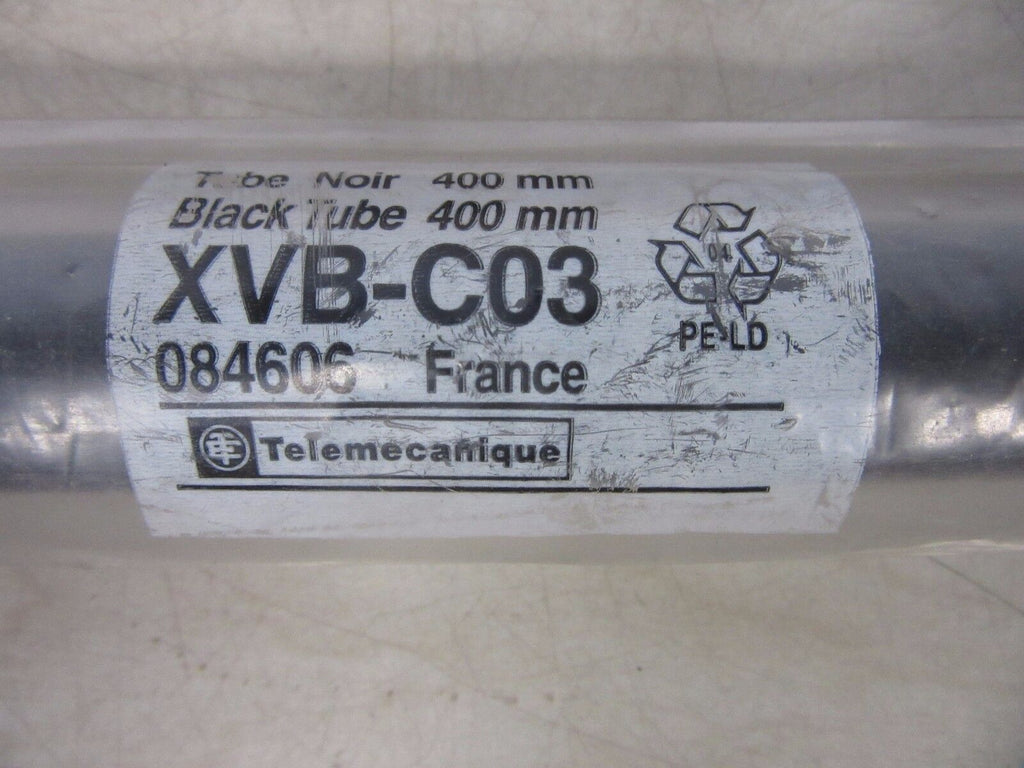 Tube Noir 400 mm
Black Tube 400 mm
XVB-C03
04
084606 France
PE-LD
Telemecanique